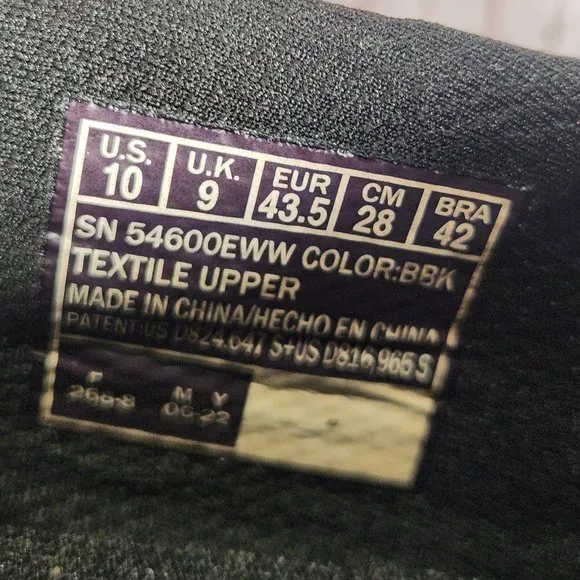 U.S. U.K. EUR CM BRA
10 9 43.5 28 42
SN 54600EWW COLOR:BBK
TEXTILE UPPER
MADE IN CHINA/HECHO EN CHINA
PATENT US D824,647 S+US D816,965 S
F M Y
06-22